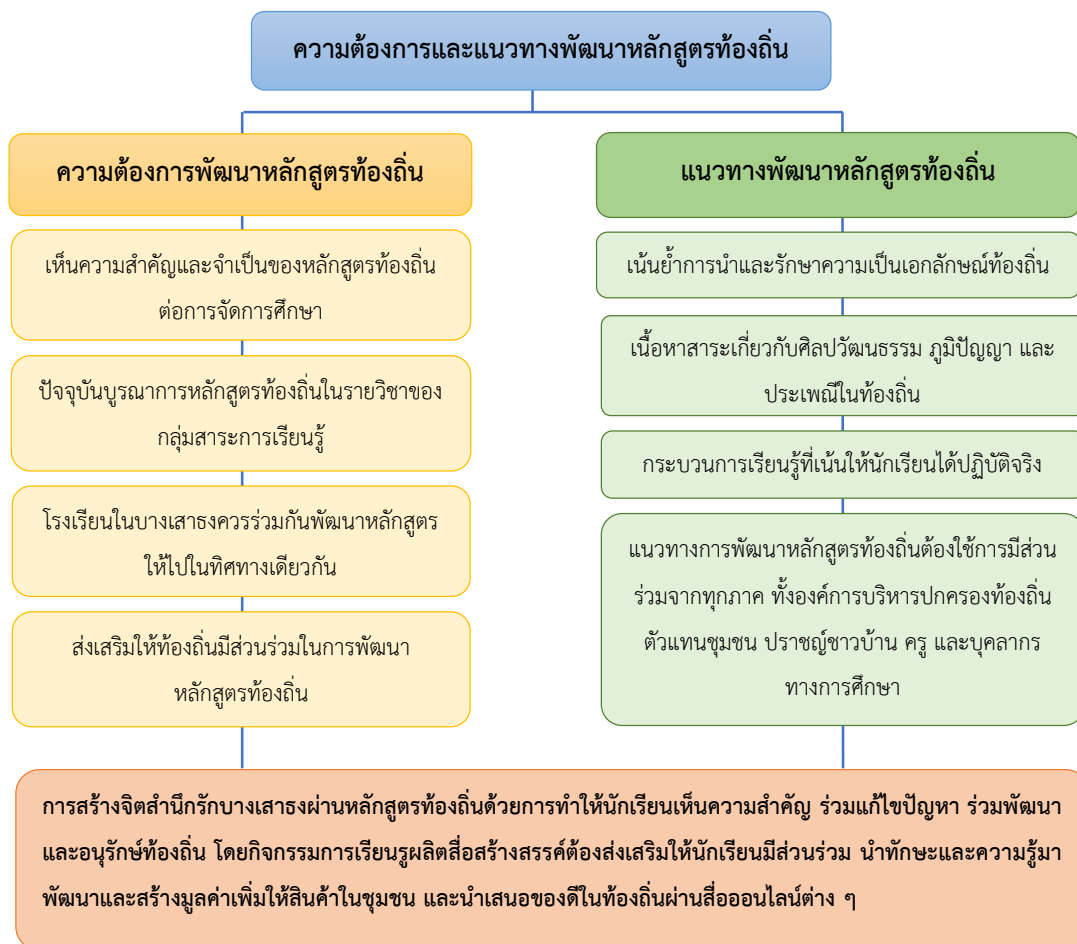 ความต้องการและแนวทางพัฒนาหลักสูตรท้องถิ่น
ความต้องการพัฒนาหลักสูตรท้องถิ่น
เห็นความสำคัญและจำเป็นของหลักสูตรท้องถิ่น
ต่อการจัดการศึกษา
ปัจจุบันบูรณาการหลักสูตรท้องถิ่นในรายวิชาของ
กลุ่มสาระการเรียนรู้
โรงเรียนในบางเสาธงควรร่วมกันพัฒนาหลักสูตร
ให้ไปในทิศทางเดียวกัน
ส่งเสริมให้ท้องถิ่นมีส่วนร่วมในการพัฒนา
หลักสูตรท้องถิ่น
แนวทางพัฒนาหลักสูตรท้องถิ่น
เน้นย้ำการนำและรักษาความเป็นเอกลักษณ์ท้องถิ่น
เนื้อหาสาระเกี่ยวกับศิลปวัฒนธรรม ภูมิปัญญา และ
ประเพณีในท้องถิ่น
กระบวนการเรียนรู้ที่เน้นให้นักเรียนได้ปฏิบัติจริง
แนวทางการพัฒนาหลักสูตรท้องถิ่นต้องใช้การมีส่วน
ร่วมจากทุกภาค ทั้งองค์การบริหารปกครองท้องถิ่น
ตัวแทนชุมชน ปราชญ์ชาวบ้าน ครู และบุคลากร
ทางการศึกษา
การสร้างจิตสำนึกรักบางเสาธงผ่านหลักสูตรท้องถิ่นด้วยการทำให้นักเรียนเห็นความสำคัญ ร่วมแก้ไขปัญหา ร่วมพัฒนา
และอนุรักษ์ท้องถิ่น โดยกิจกรรมการเรียนรูผลิตสื่อสร้างสรรค์ต้องส่งเสริมให้นักเรียนมีส่วนร่วม นำทักษะและความรู้มา
พัฒนาและสร้างมูลค่าเพิ่มให้สินค้าในชุมชน และนำเสนอของดีในท้องถิ่นผ่านสื่อออนไลน์ต่าง ๆ